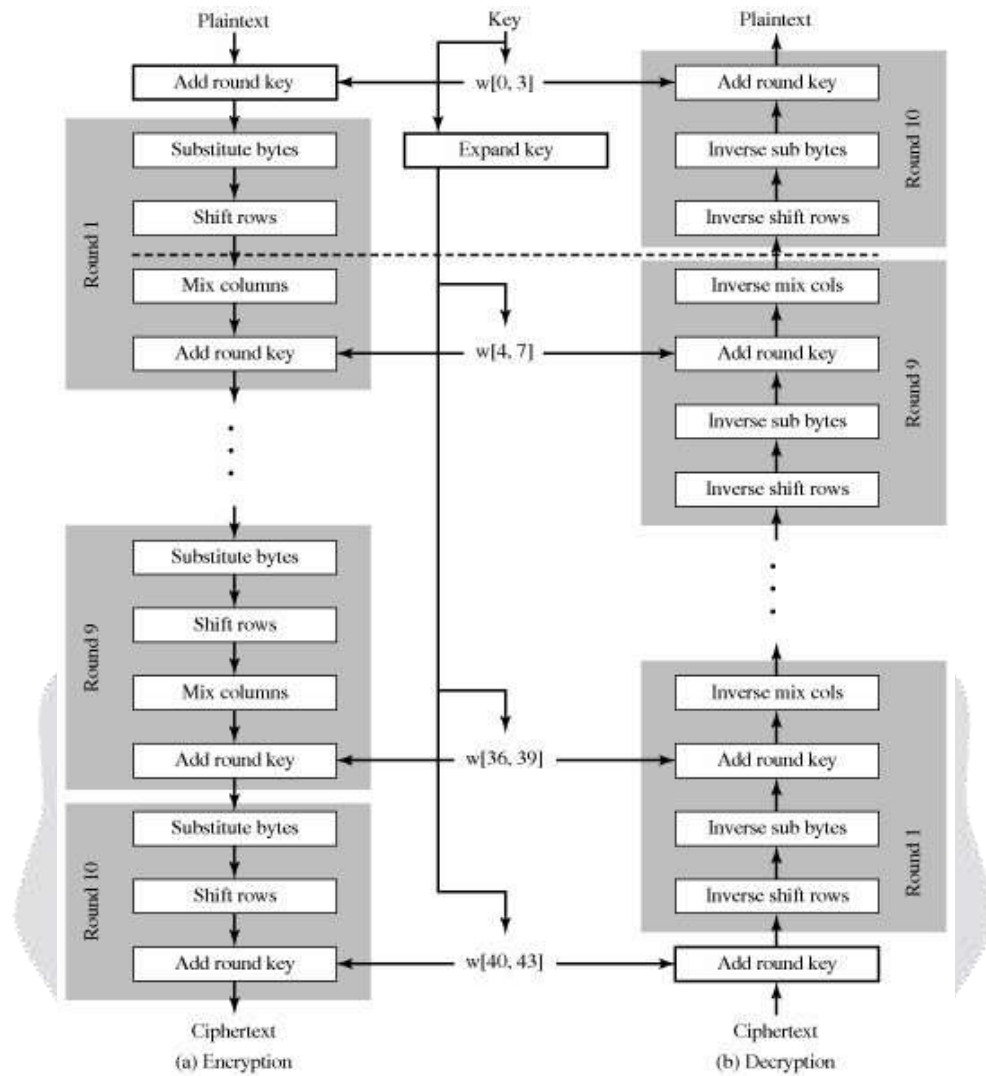 Plaintext
Add round key
Round 1
Substitute bytes
Shift rows
Mix columns
Add round key
Round 9
Substitute bytes
Shift rows
Mix columns
Add round key
Round 10
Substitute bytes
Shift rows
Add round key
Ciphertext
(a) Encryption
Key
w[0, 3]
Expand key
w[4, 7]
w[36, 39]
w[40, 43]
Plaintext
Add round key
Inverse sub bytes
Inverse shift rows
Round 10
Inverse mix cols
Add round key
Inverse sub bytes
Inverse shift rows
Round 9
Inverse mix cols
Add round key
Inverse sub bytes
Inverse shift rows
Round 1
Add round key
Ciphertext
(b) Decryption